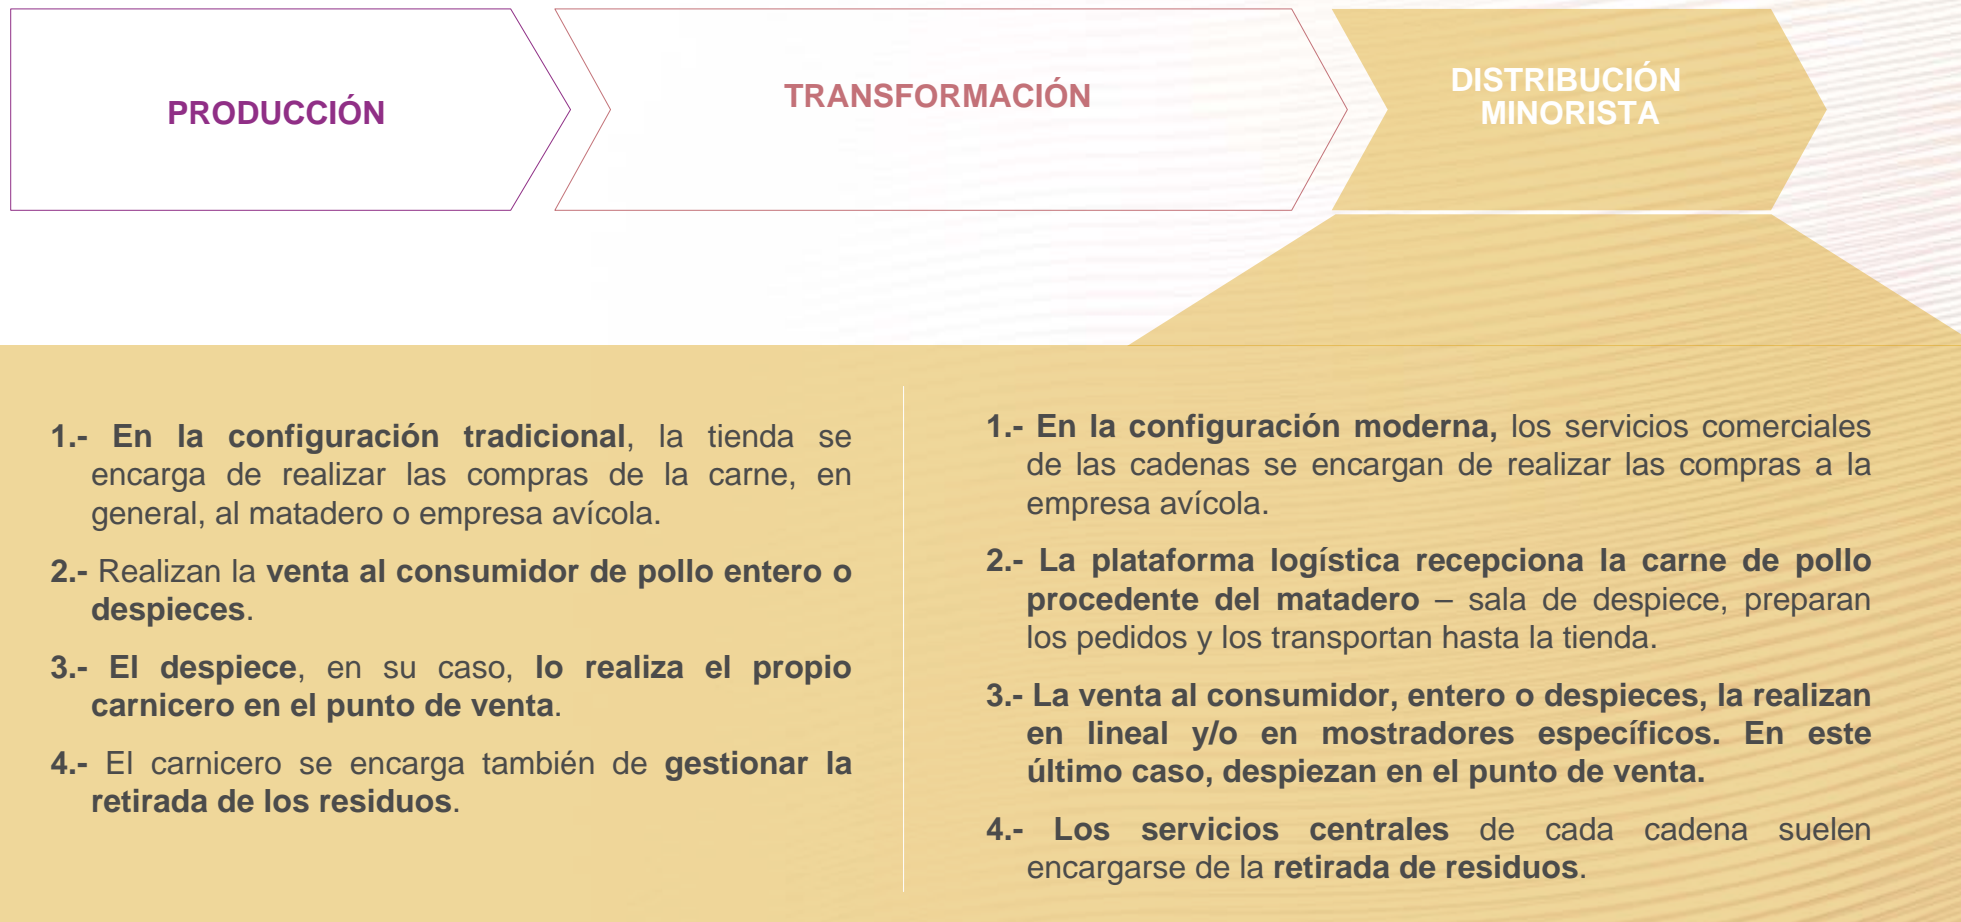 PRODUCCIÓN
TRANSFORMACIÓN
DISTRIBUCIÓN
MINORISTA
1.- En la configuración tradicional, la tienda se
encarga de realizar las compras de la carne, en
general, al matadero o empresa avícola.
2.- Realizan la venta al consumidor de pollo entero o
despieces.
3.- El despiece, en su caso, lo realiza el propio
carnicero en el punto de venta.
4.- El carnicero se encarga también de gestionar la
retirada de los residuos.
1.- En la configuración moderna, los servicios comerciales
de las cadenas se encargan de realizar las compras a la
empresa avícola.
2.- La plataforma logística recepciona la carne de pollo
procedente del matadero – sala de despiece, preparan
los pedidos y los transportan hasta la tienda.
3.- La venta al consumidor, entero o despieces, la realizan
en lineal y/o en mostradores específicos. En este
último caso, despiezan en el punto de venta.
4.- Los servicios centrales de cada cadena suelen
encargarse de la retirada de residuos.